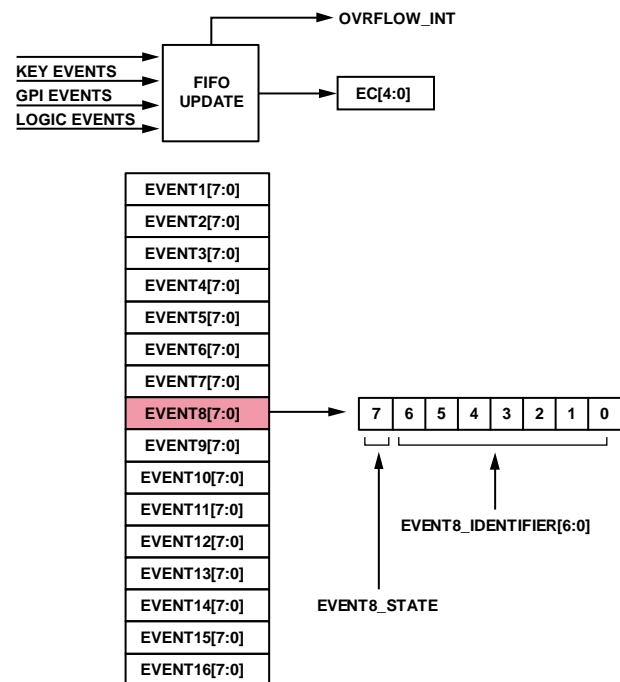 OVRFLOW_INT
KEY EVENTS
GPI EVENTS
LOGIC EVENTS
FIFO
UPDATE
EC[4:0]
EVENT1[7:0]
EVENT2[7:0]
EVENT3[7:0]
EVENT4[7:0]
EVENT5[7:0]
EVENT6[7:0]
EVENT7[7:0]
EVENT8[7:0]
7 6 5 4 3 2 1 0
EVENT9[7:0]
EVENT10[7:0]
EVENT11[7:0]
EVENT12[7:0]
EVENT13[7:0]
EVENT14[7:0]
EVENT15[7:0]
EVENT16[7:0]
EVENT8_IDENTIFIER[6:0]
EVENT8_STATE